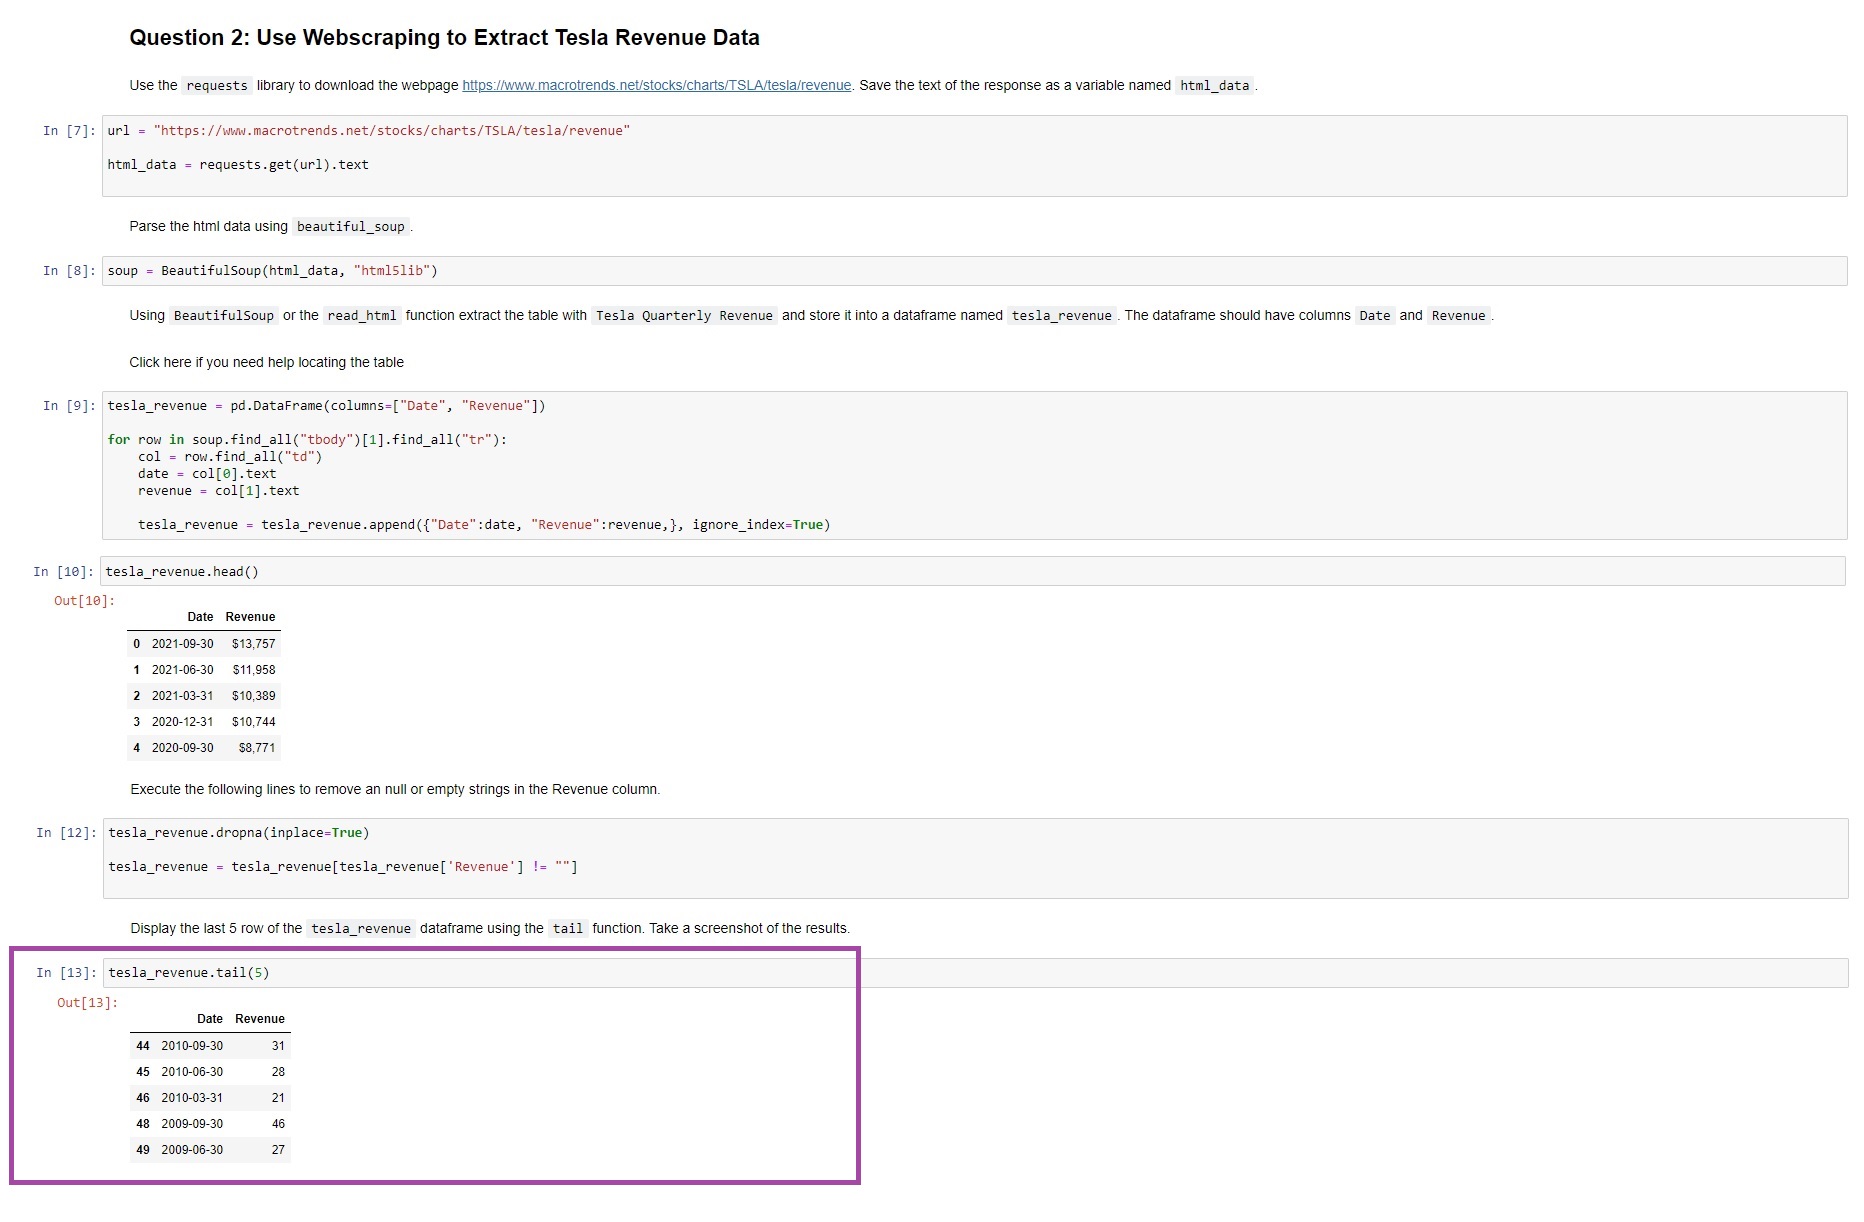 Question 2: Use Webscraping to Extract Tesla Revenue Data
Use the requests library to download the webpage https://www.macrotrends.net/stocks/charts/TSLA/tesla/revenue. Save the text of the response as a variable named html_data .
In [7]: url = "https://www.macrotrends.net/stocks/charts/TSLA/tesla/revenue"
html_data = requests.get(url).text
Parse the html data using beautiful_soup .
In [8]: soup = BeautifulSoup(html_data, "html5lib")
Using BeautifulSoup or the read_html function extract the table with Tesla Quarterly Revenue and store it into a dataframe named tesla_revenue . The dataframe should have columns Date and Revenue .
Click here if you need help locating the table
In [9]: tesla_revenue = pd.DataFrame(columns=["Date", "Revenue"])
for row in soup.find_all("tbody")[1].find_all("tr"):
    col = row.find_all("td")
    date = col[0].text
    revenue = col[1].text
    tesla_revenue = tesla_revenue.append({"Date":date, "Revenue":revenue,}, ignore_index=True)
In [10]: tesla_revenue.head()
Out[10]:
Date Revenue
0 2021-09-30 $13,757
1 2021-06-30 $11,958
2 2021-03-31 $10,389
3 2020-12-31 $10,744
4 2020-09-30 $8,771
Execute the following lines to remove an null or empty strings in the Revenue column.
In [12]: tesla_revenue.dropna(inplace=True)
tesla_revenue = tesla_revenue[tesla_revenue['Revenue'] != ""]
Display the last 5 row of the tesla_revenue dataframe using the tail function. Take a screenshot of the results.
In [13]: tesla_revenue.tail(5)
Out[13]:
Date Revenue
44 2010-09-30 31
45 2010-06-30 28
46 2010-03-31 21
48 2009-09-30 46
49 2009-06-30 27